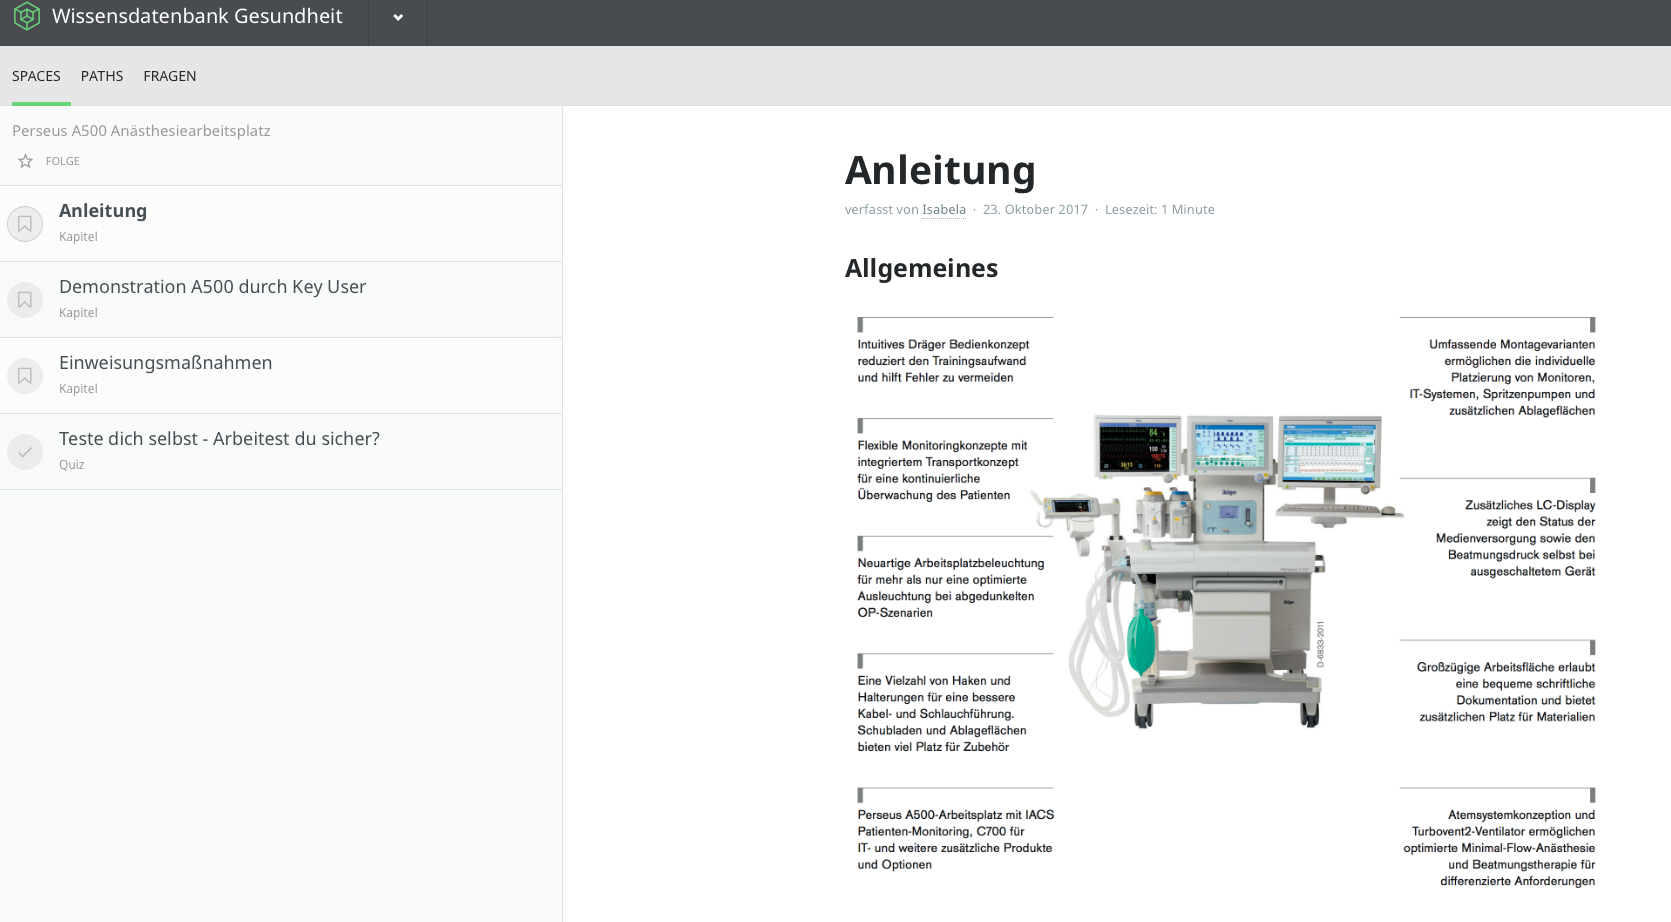 Wissensdatenbank Gesundheit
SPACES PATHS FRAGEN
Perseus A500 Anästhesiearbeitsplatz
FOLGE
Anleitung
Kapitel
Demonstration A500 durch Key User
Kapitel
Einweisungsmaßnahmen
Kapitel
Teste dich selbst - Arbeitest du sicher?
Quiz
Anleitung
verfasst von Isabela · 23. Oktober 2017 · Lesezeit: 1 Minute
Allgemeines
Intuitives Dräger Bedienkonzept
reduziert den Trainingsaufwand
und hilft Fehler zu vermeiden
Flexible Monitoringkonzepte mit
integriertem Transportkonzept
für eine kontinuierliche
Überwachung des Patienten
Neuartige Arbeitsplatzbeleuchtung
für mehr als nur eine optimierte
Ausleuchtung bei abgedunkelten
OP-Szenarien
Eine Vielzahl von Haken und
Halterungen für eine bessere
Kabel- und Schlauchführung.
Schubladen und Ablageflächen
bieten viel Platz für Zubehör
Perseus A500-Arbeitsplatz mit IACS
Patienten-Monitoring, C700 für
IT- und weitere zusätzliche Produkte
und Optionen
Dräger
D-6833-2011
Umfassende Montagevarianten
ermöglichen die individuelle
Platzierung von Monitoren,
IT-Systemen, Spritzenpumpen und
zusätzlichen Ablageflächen
Zusätzliches LC-Display
zeigt den Status der
Medienversorgung sowie den
Beatmungsdruck selbst bei
ausgeschaltetem Gerät
Großzügige Arbeitsfläche erlaubt
eine bequeme schriftliche
Dokumentation und bietet
zusätzlichen Platz für Materialien
Atemsystemkonzeption und
Turbovent2-Ventilator ermöglichen
optimierte Minimal-Flow-Anästhesie
und Beatmungstherapie für
differenzierte Anforderungen